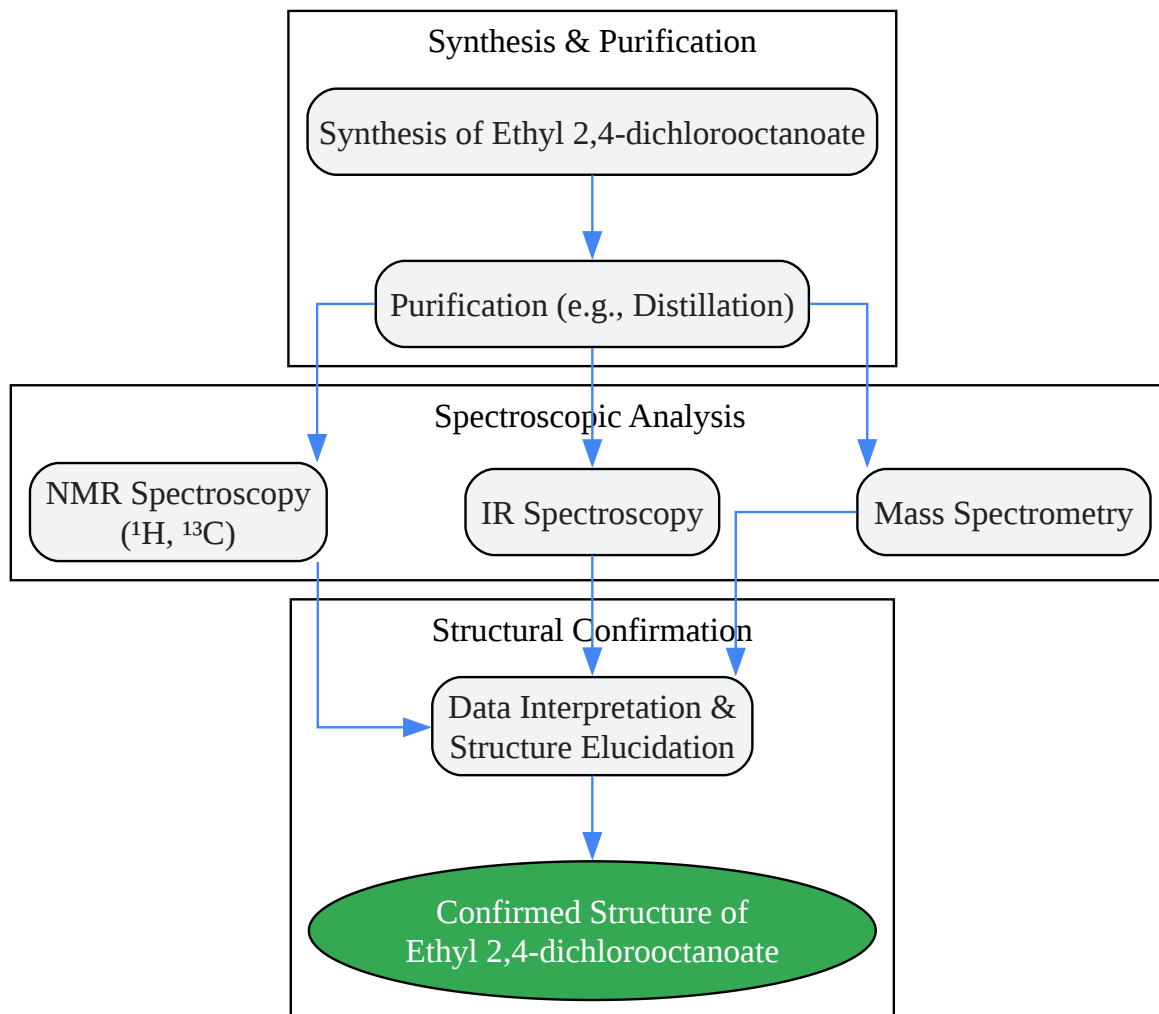 Synthesis & Purification
Synthesis of Ethyl 2,4-dichlorooctanoate
Purification (e.g., Distillation)
Spectroscopic Analysis
NMR Spectroscopy
(¹H, ¹³C)
IR Spectroscopy
Mass Spectrometry
Structural Confirmation
Data Interpretation &
Structure Elucidation
Confirmed Structure of
Ethyl 2,4-dichlorooctanoate